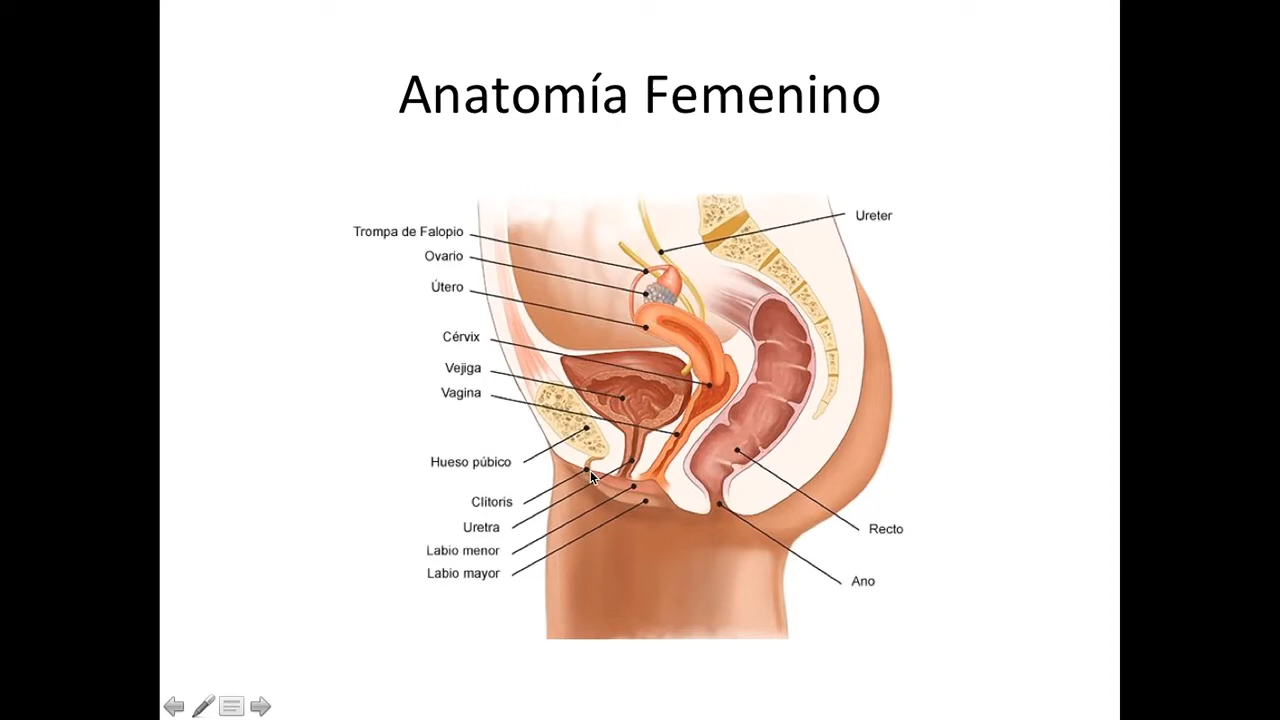 Anatomía Femenino
Trompa de Falopio
Ovario
Útero
Cérvix
Vejiga
Vagina
Hueso púbico
Clítoris
Uretra
Labio menor
Labio mayor
Ureter
Recto
Ano